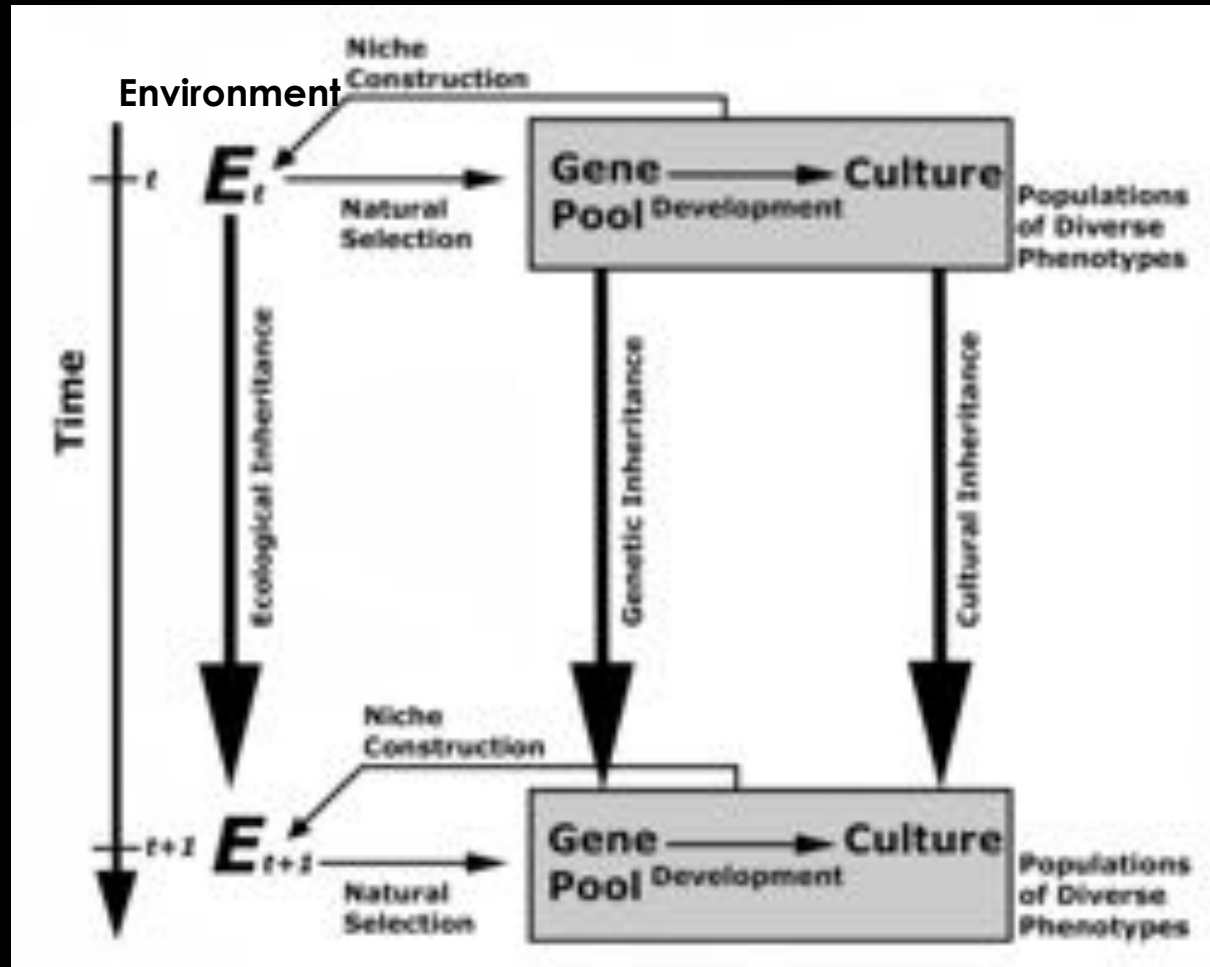 Niche
Construction
Environment
t
Et
Natural
Selection
Gene
Pool
Development
Culture
Populations
of Diverse
Phenotypes
Time
Ecological Inheritance
Genetic Inheritance
Cultural Inheritance
Niche
Construction
t+1
Et+1
Natural
Selection
Gene
Pool
Development
Culture
Populations
of Diverse
Phenotypes